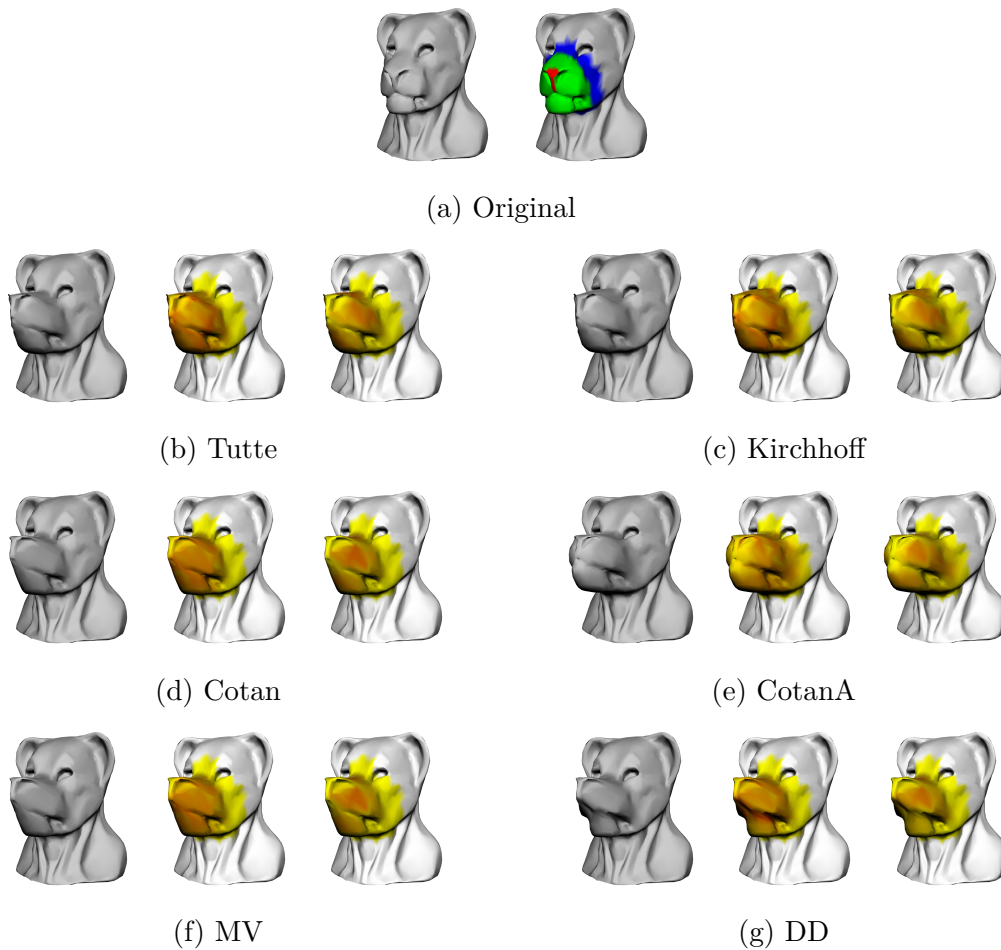 (a) Original
(b) Tutte
(c) Kirchhoff
(d) Cotan
(e) CotanA
(f) MV
(g) DD